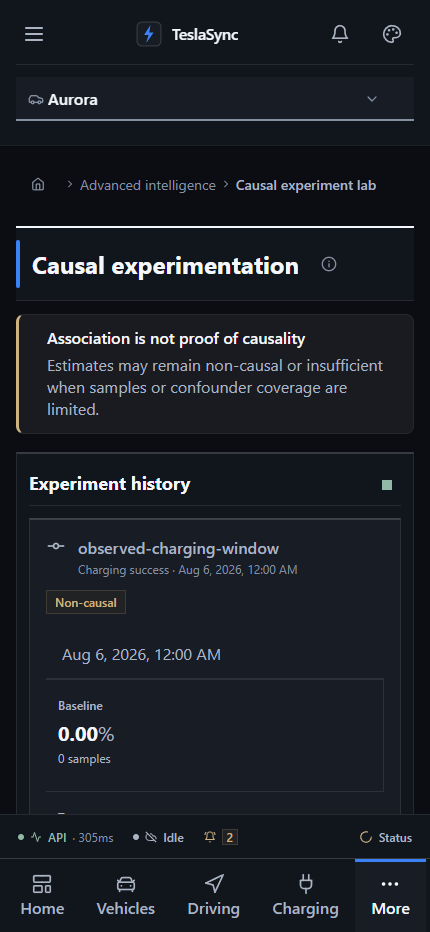 TeslaSync
Aurora
Advanced intelligence
Causal experiment lab
Causal experimentation
Association is not proof of causality
Estimates may remain non-causal or insufficient
when samples or confounder coverage are
limited.
Experiment history
observed-charging-window
Charging success · Aug 6, 2026, 12:00 AM
Non-causal
Aug 6, 2026, 12:00 AM
Baseline
0.00%
0 samples
API · 305ms
Idle
2
Status
Home
Vehicles
Driving
Charging
More